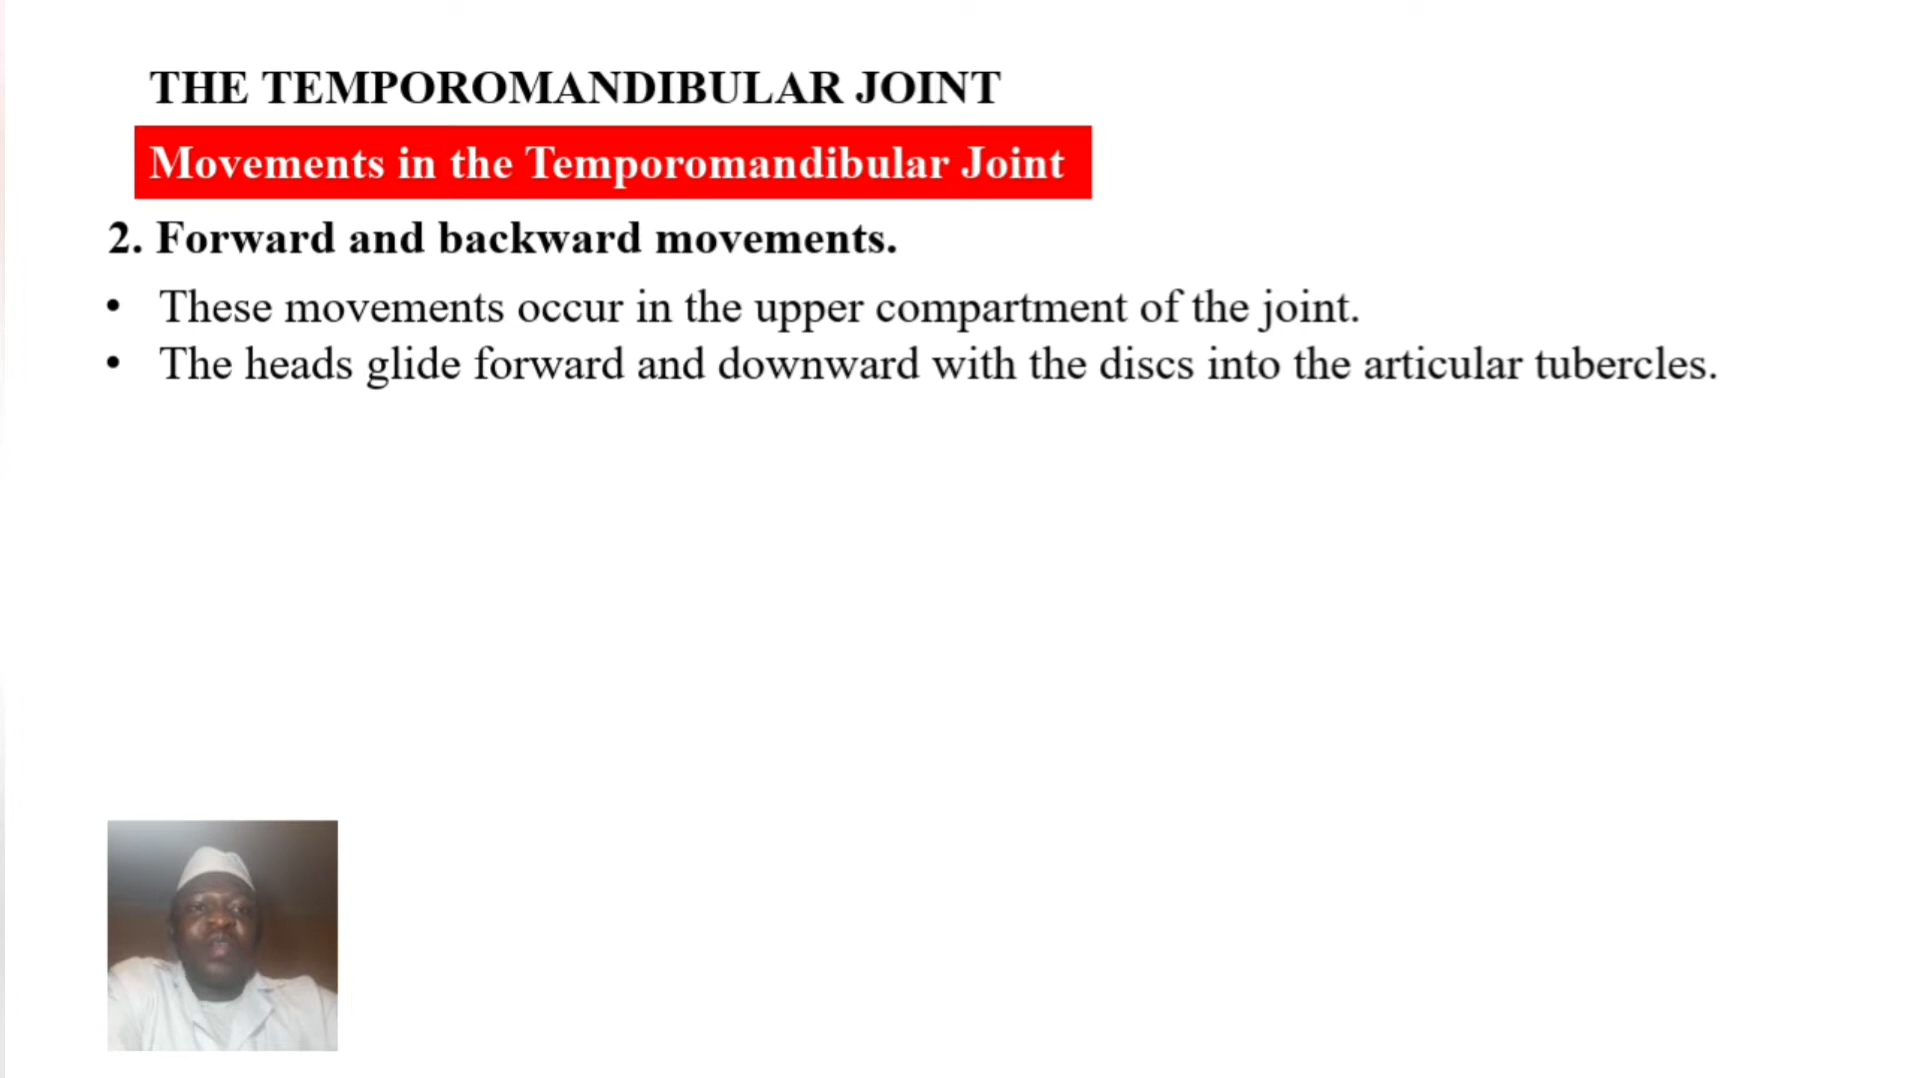 THE TEMPOROMANDIBULAR JOINT
Movements in the Temporomandibular Joint
2. Forward and backward movements.
• These movements occur in the upper compartment of the joint.
• The heads glide forward and downward with the discs into the articular tubercles.